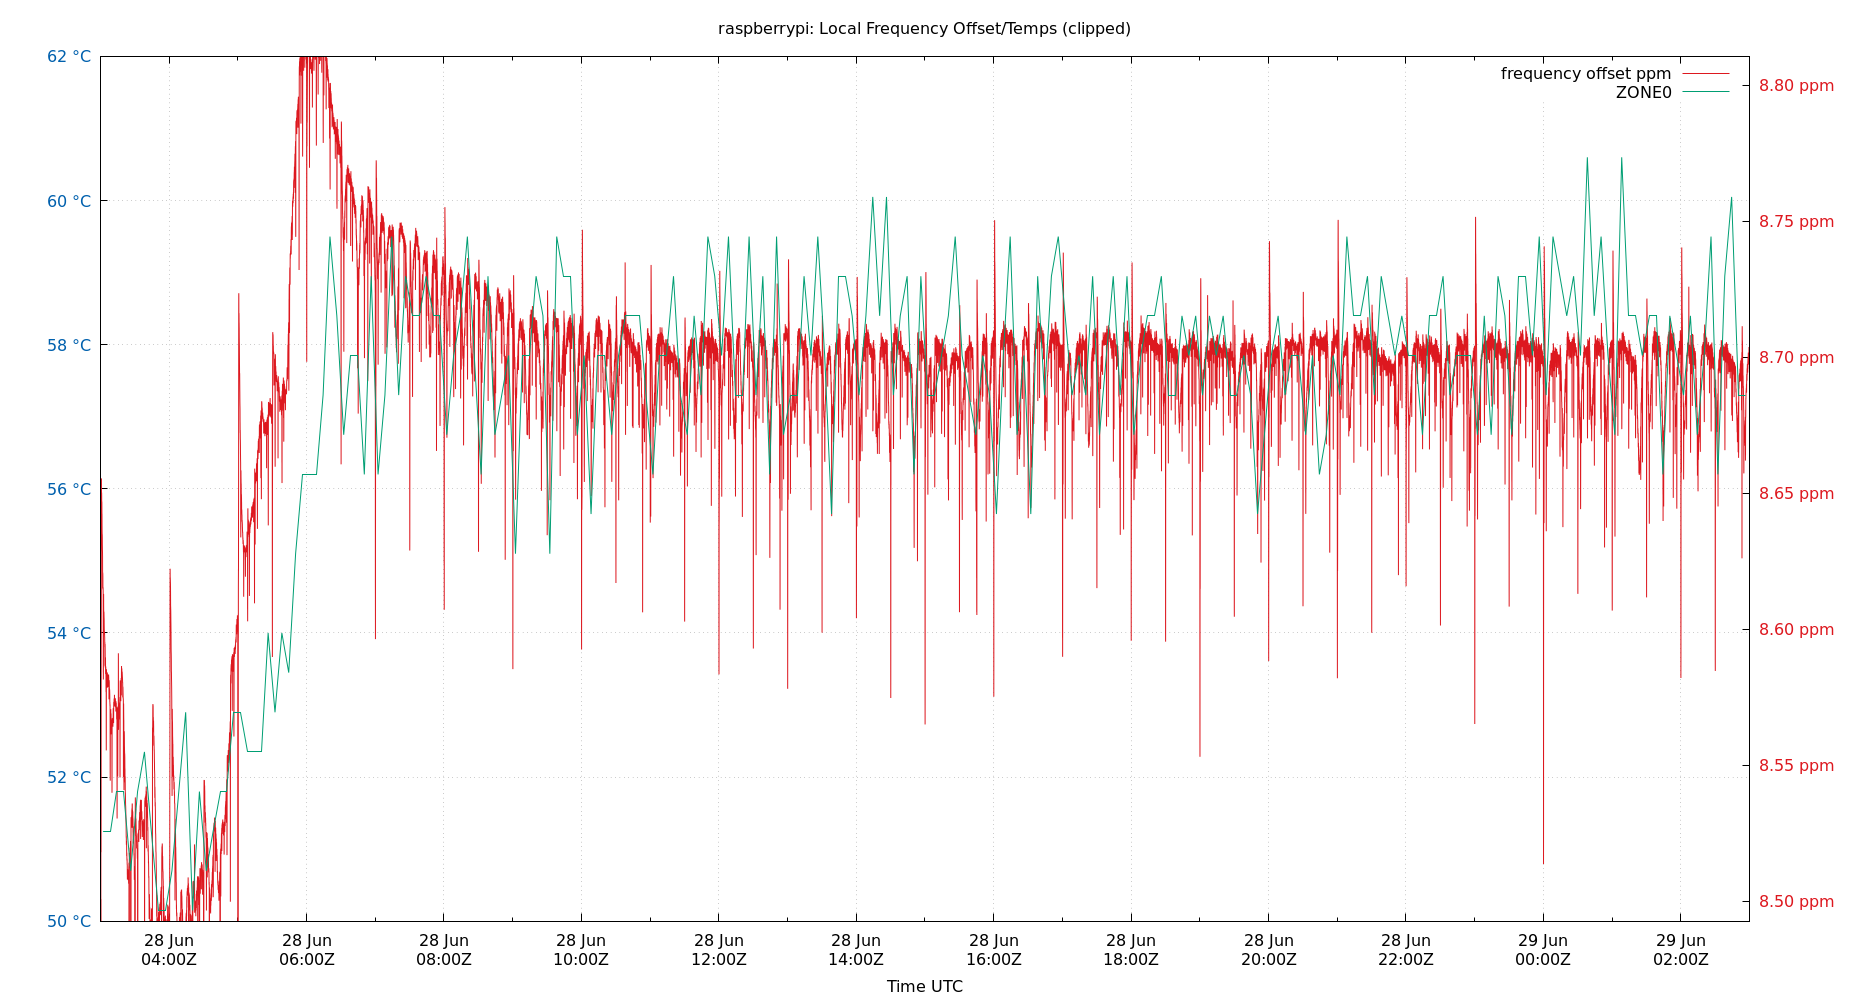 raspberrypi: Local Frequency Offset/Temps (clipped)
frequency offset ppm
ZONE0
62 °C
60 °C
58 °C
56 °C
54 °C
52 °C
50 °C
8.80 ppm
8.75 ppm
8.70 ppm
8.65 ppm
8.60 ppm
8.55 ppm
8.50 ppm
28 Jun 28 Jun 28 Jun 28 Jun 28 Jun 28 Jun 28 Jun 28 Jun 28 Jun 28 Jun 29 Jun 29 Jun
04:00Z 06:00Z 08:00Z 10:00Z 12:00Z 14:00Z 16:00Z 18:00Z 20:00Z 22:00Z 00:00Z 02:00Z
Time UTC